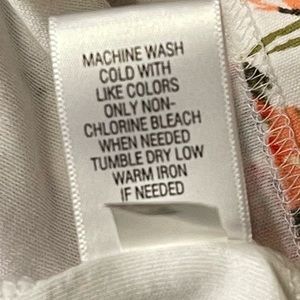 MACHINE WASH
COLD WITH
LIKE COLORS
ONLY NON-
CHLORINE BLEACH
WHEN NEEDED
TUMBLE DRY LOW
WARM IRON
IF NEEDED